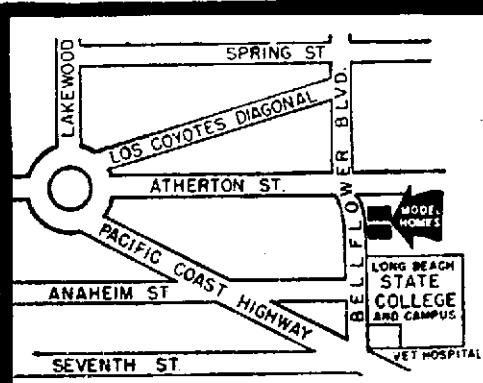 SPRING ST
LAKEWOOD
LOS COYOTES DIAGONAL
BELLFLOWER BLVD.
ATHERTON ST.
MODEL
HOMES
PACIFIC COAST HIGHWAY
LONG BEACH
STATE
COLLEGE
AND CAMPUS
ANAHEIM ST
VET HOSPITAL
SEVENTH ST.